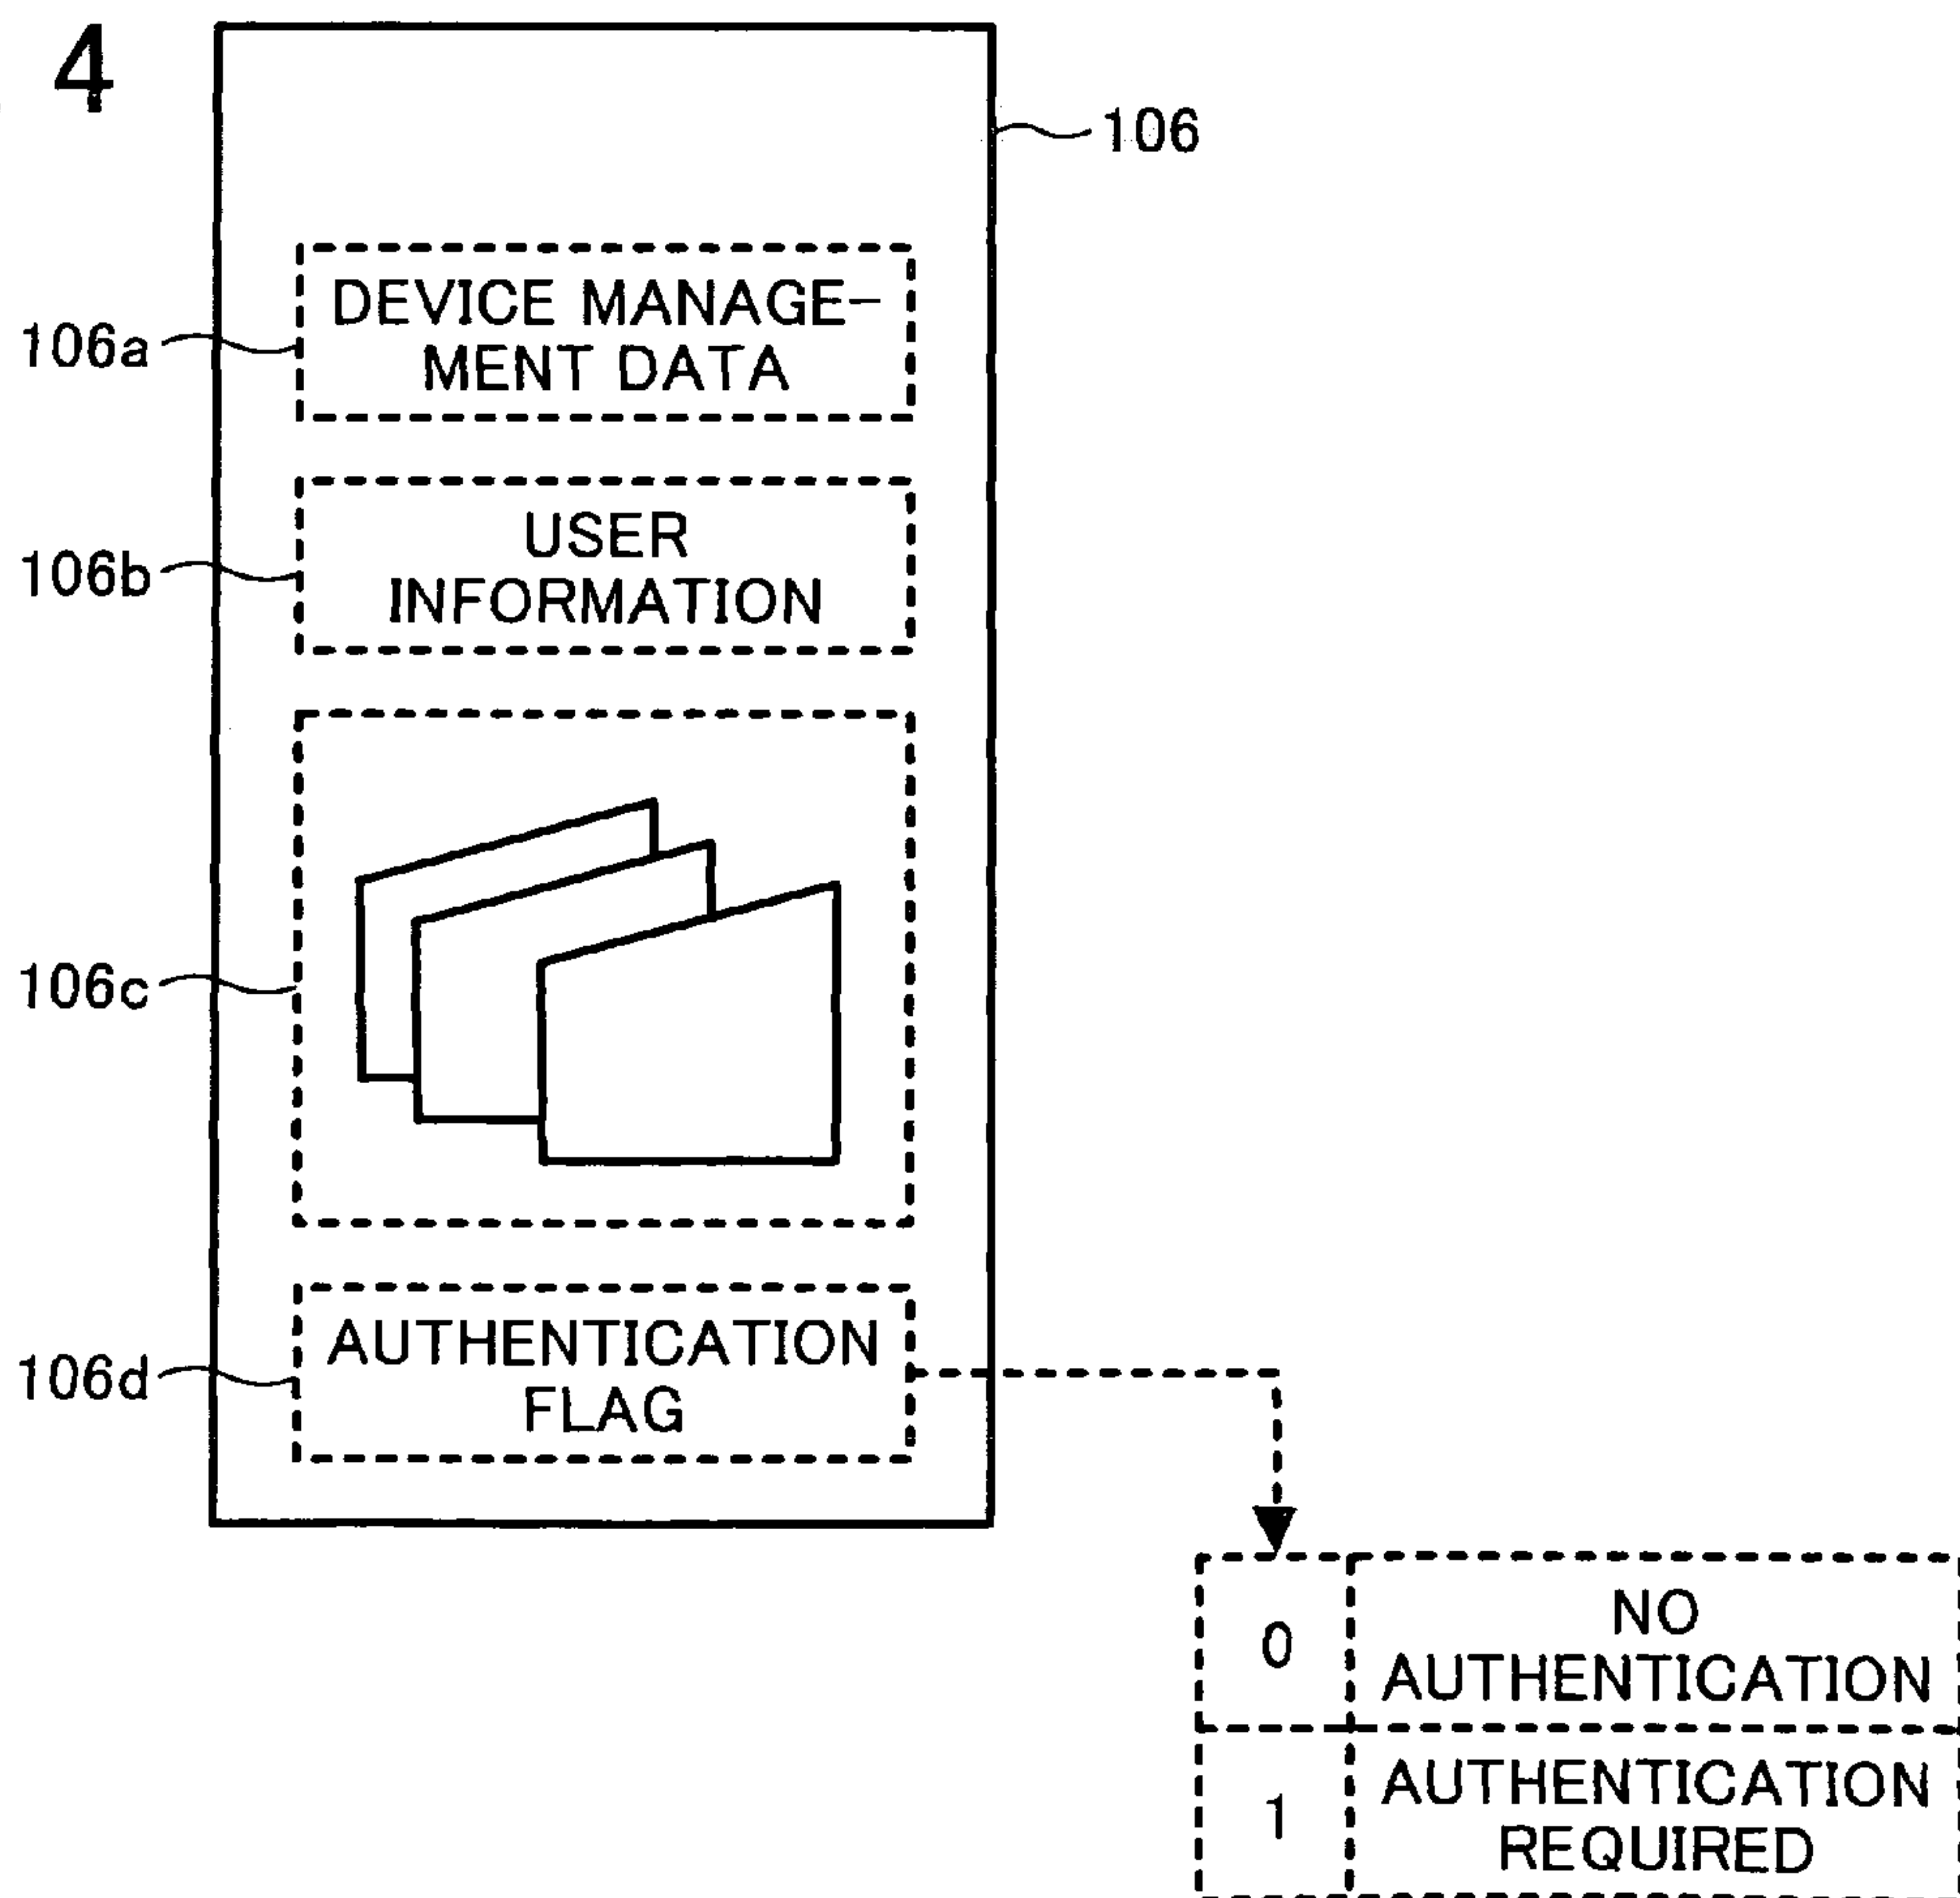 4
106
DEVICE MANAGE-
MENT DATA
106a
USER
INFORMATION
106b
106c
AUTHENTICATION
FLAG
106d
0
NO
AUTHENTICATION
1
AUTHENTICATION
REQUIRED